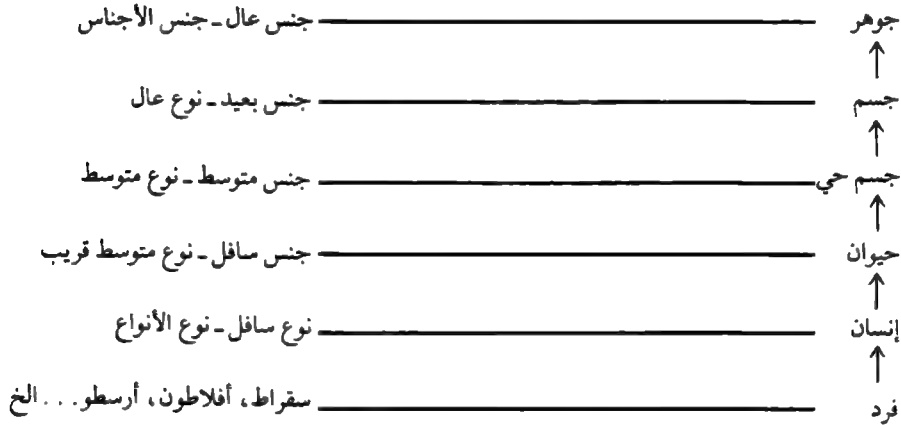 جوهر جنس عال ـ جنس الأجناس
جسم جنس بعيد ـ نوع عال
جسم حي جنس متوسط ـ نوع متوسط
حيوان جنس سافل ـ نوع متوسط قريب
إنسان نوع سافل ـ نوع الأنواع
فرد سقراط، أفلاطون، أرسطو . . . الخ